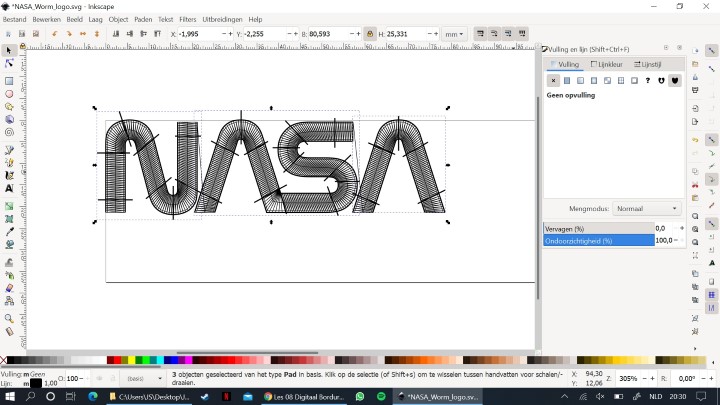 *NASA_Worm_logo.svg - Inkscape
Bestand Bewerken Beeld Laag Object Paden Tekst Filters Uitbreidingen Help
X: -1,995 Y: -2,255 B: 80,593 H: 25,331 mm
Vulling en lijn (Shift+Ctrl+F)
Vulling Lijnkleur Lijnstijl
Geen opvulling
NASA
Mengmodus: Normaal
Vervagen (%) 0,0
Ondoorzichtigheid (%) 100,0
Vulling: m Geen
Lijn: m 1,00 O: 100 (basis)
3 objecten geselecteerd van het type Pad in basis. Klik op de selectie (of Shift+s) om te wisselen tussen handvatten voor schalen/-draaien.
X: 94,30
Y: 12,06
Z: 305% R: 0,00°
C:\Users\JS\Desktop\I... Les 08 Digitaal Bordur... *NASA_Worm_logo.sv... NLD 20:30